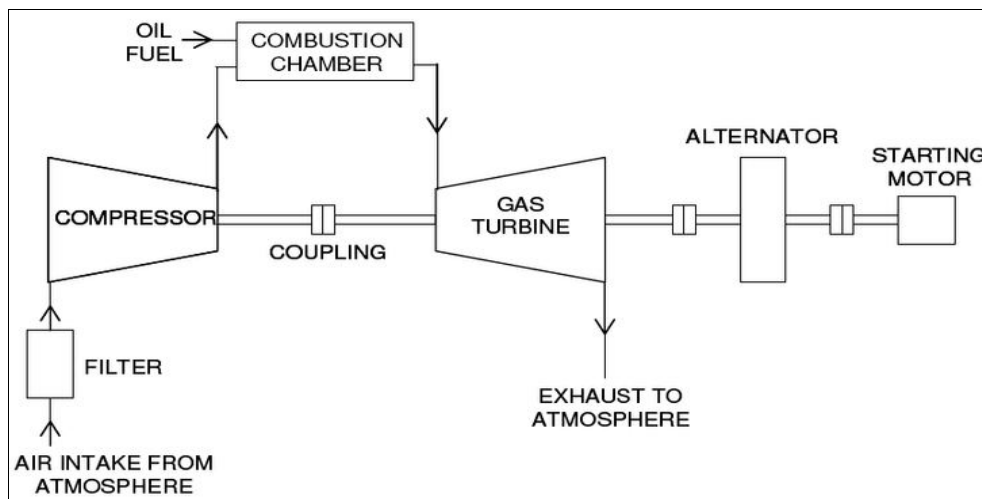 OIL
FUEL
COMBUSTION
CHAMBER
ALTERNATOR
STARTING
MOTOR
COMPRESSOR
GAS
TURBINE
COUPLING
FILTER
EXHAUST TO
ATMOSPHERE
AIR INTAKE FROM
ATMOSPHERE